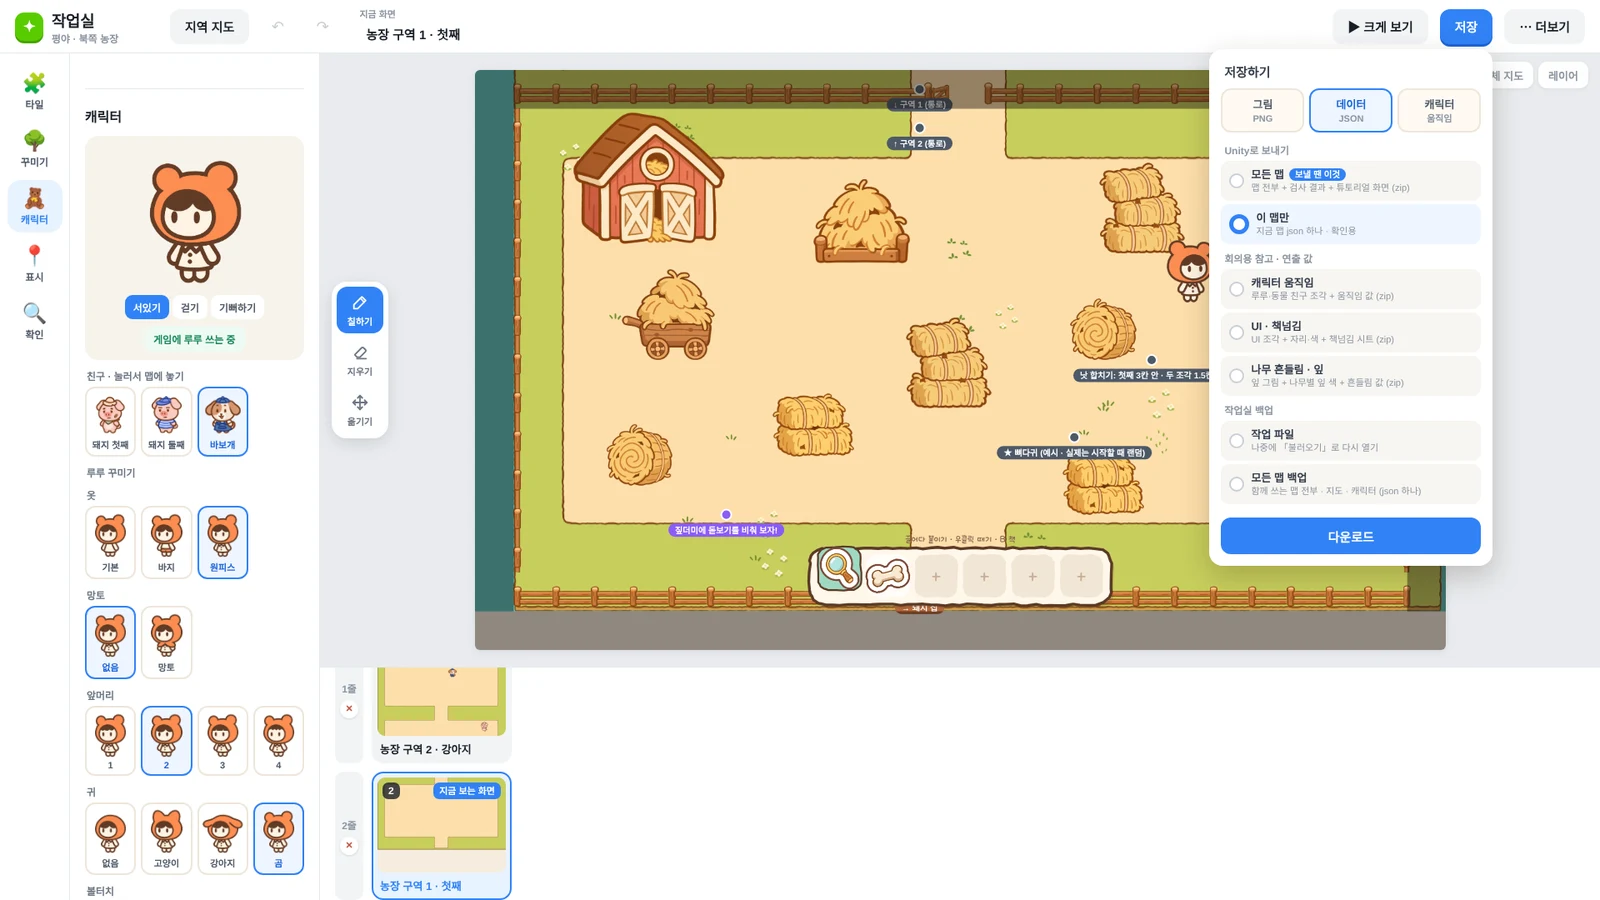 작업실
평야 · 북쪽 농장
지역 지도
지금 화면
농장 구역 1 · 첫째
▶ 크게 보기
저장
··· 더보기
타일
꾸미기
캐릭터
표시
확인
캐릭터
서있기
걷기
기뻐하기
게임에 루루 쓰는 중
친구 · 눌러서 맵에 놓기
돼지 첫째
돼지 둘째
바보개
루루 꾸미기
옷
기본
바지
원피스
망토
없음
망토
앞머리
1
2
3
4
귀
없음
고양이
강아지
곰
볼터치
칠하기
지우기
옮기기
↓ 구역 1 (통로)
↑ 구역 2 (통로)
낫 합치기: 첫째 3칸 안 · 두 조각 1.5
★ 뼈다귀 (예시 · 실제는 시작할 때 랜덤)
짚더미에 돋보기를 비춰 보자!
체 지도
레이어
저장하기
그림
PNG
데이터
JSON
캐릭터
움직임
Unity로 보내기
모든 맵 보낼 땐 이것
맵 전부 + 검사 결과 + 튜토리얼 화면 (zip)
이 맵만
지금 맵 json 하나 · 확인용
회의용 참고 · 연출 값
캐릭터 움직임
루루·동물 친구 조각 + 움직임 값 (zip)
UI · 책넘김
UI 조각 + 자리·색 + 책넘김 시트 (zip)
나무 흔들림 · 잎
잎 그림 + 나무별 잎 색 + 흔들림 값 (zip)
작업실 백업
작업 파일
나중에 「불러오기」로 다시 열기
모든 맵 백업
함께 쓰는 맵 전부 · 지도 · 캐릭터 (json 하나)
다운로드
1줄
농장 구역 2 · 강아지
2줄
2
지금 보는 화면
농장 구역 1 · 첫째